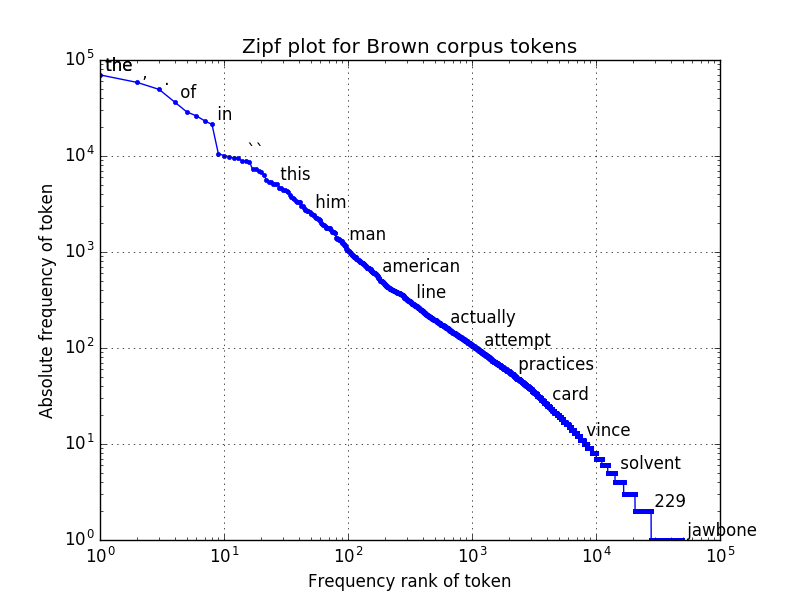 Zipf plot for Brown corpus tokens
Absolute frequency of token
10^5
10^4
10^3
10^2
10^1
10^0
the
,
.
of
in
``
this
him
man
american
line
actually
attempt
practices
card
vince
solvent
229
jawbone
10^0 10^1 10^2 10^3 10^4 10^5
Frequency rank of token